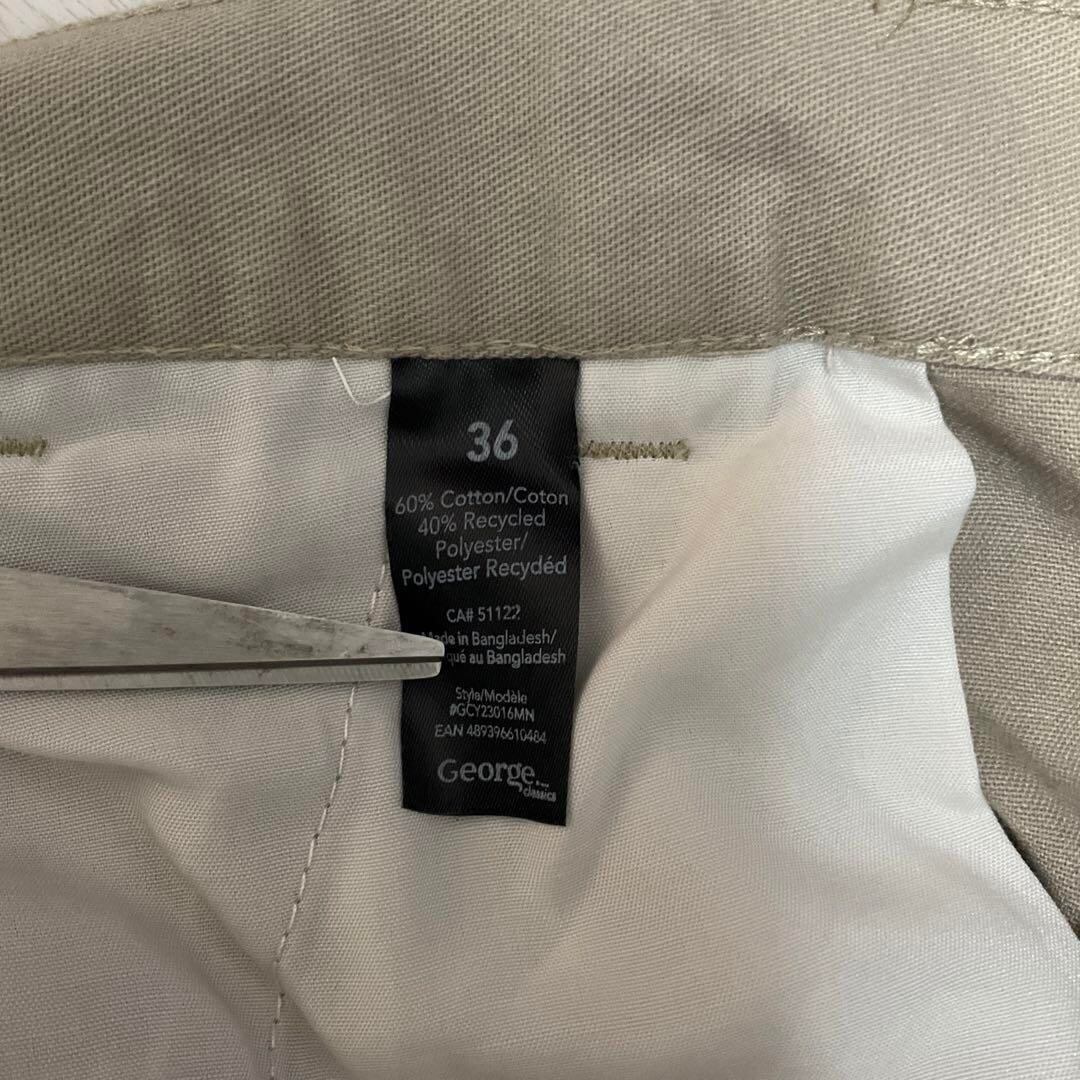 36
60% Cotton/Coton
40% Recycled
Polyester/
Polyester Recydéd
CA# 51122
Made in Bangladesh/
au Bangladesh
Style/Modèle
#GCY23016MN
EAN 489396610484
George
classics